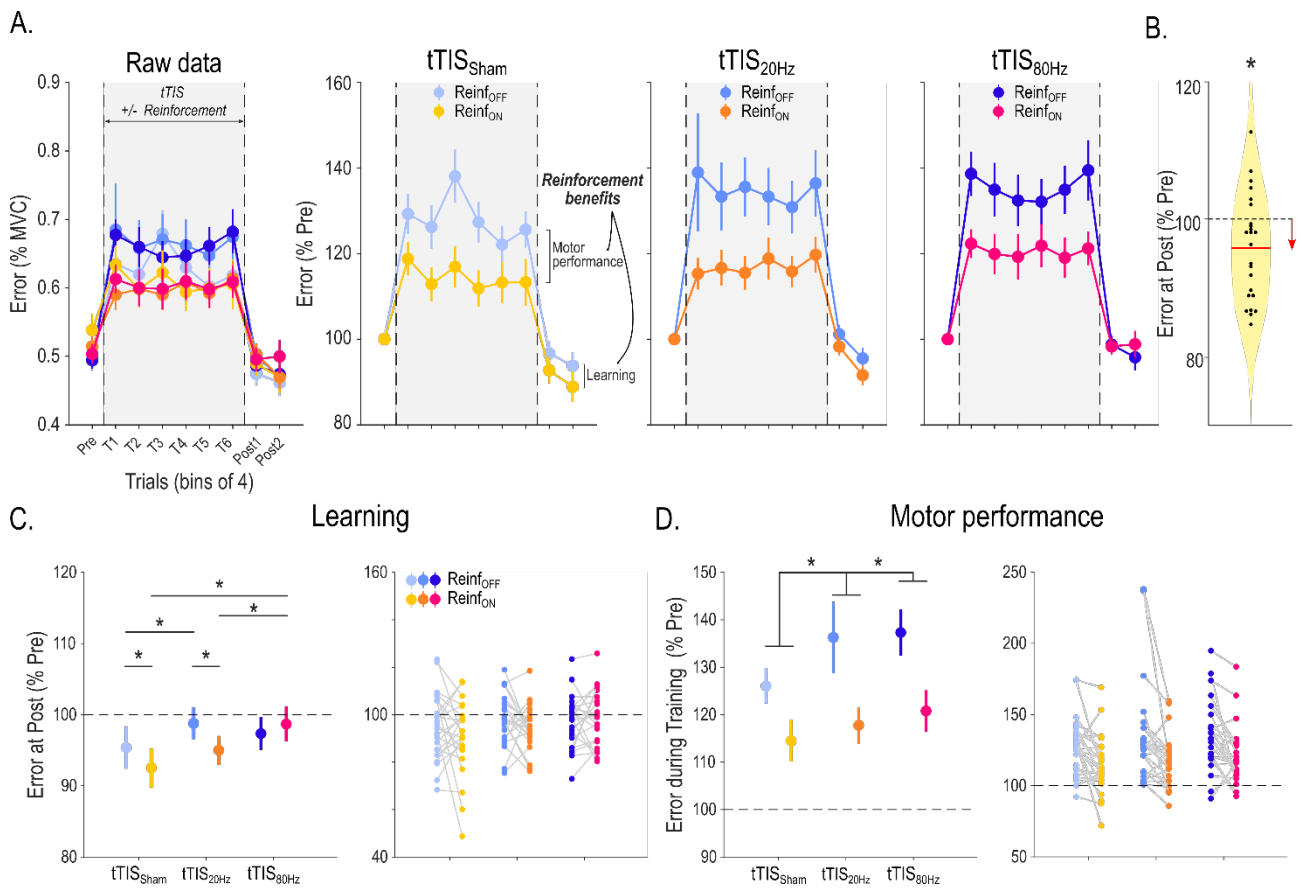 A.
Raw data
tTIS
+/- Reinforcement
Error (% MVC)
0.9
0.8
0.7
0.6
0.5
0.4
Pre
T1
T2
T3
T4
T5
T6
Post1
Post2
Trials (bins of 4)
tTISSham
ReinfOFF
ReinfON
Error (% Pre)
160
140
120
100
80
Reinforcement
benefits
Motor
performance
Learning
tTIS20Hz
ReinfOFF
ReinfON
tTIS80Hz
ReinfOFF
ReinfON
B.
*
Error at Post (% Pre)
120
100
80
C.
Learning
Error at Post (% Pre)
120
110
100
90
80
*
*
*
*
*
tTISSham
tTIS20Hz
tTIS80Hz
160
100
40
ReinfOFF
ReinfON
D.
Motor performance
Error during Training (% Pre)
150
140
130
120
110
100
90
*
*
tTISSham
tTIS20Hz
tTIS80Hz
250
200
150
100
50